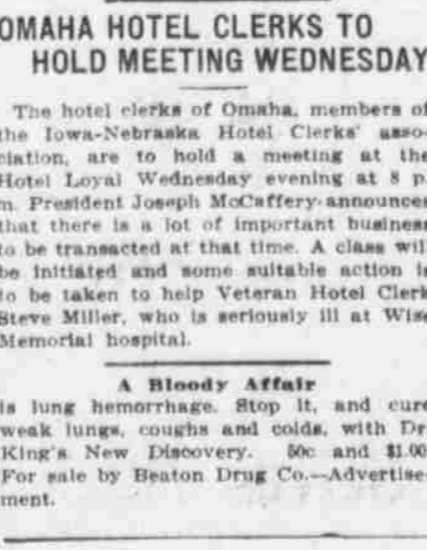 OMAHA HOTEL CLERKS TO
HOLD MEETING WEDNESDAY
The hotel clerks of Omaha, members of
the Iowa-Nebraska Hotel Clerks' asso-
ciation, are to hold a meeting at the
Hotel Loyal Wednesday evening at 8 p.
m. President Joseph McCaffery announces
that there is a lot of important business
to be transacted at that time. A class will
be initiated and some suitable action is
to be taken to help Veteran Hotel Clerk
Steve Miller, who is seriously ill at Wise
Memorial hospital.
A Bloody Affair
is lung hemorrhage. Stop it, and cure
weak lungs, coughs and colds, with Dr
King's New Discovery. 50c and $1.00
For sale by Beaton Drug Co.—Advertise-
ment.